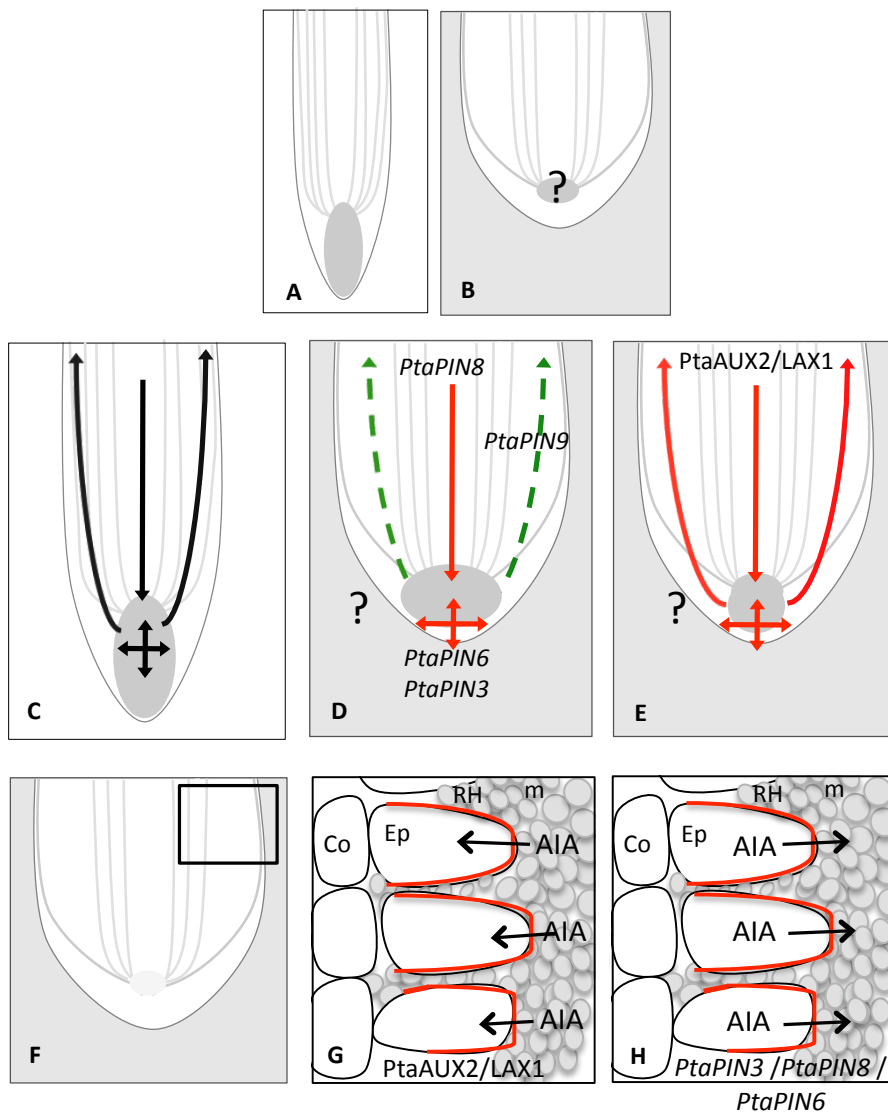 A
?
B
C
PtaPIN8
PtaPIN9
?
PtaPIN6
PtaPIN3
D
PtaAUX2/LAX1
?
E
F
RH m
Co Ep AIA
AIA
AIA
G PtaAUX2/LAX1
RH m
Co Ep AIA
AIA
AIA
H PtaPIN3 /PtaPIN8 /
PtaPIN6